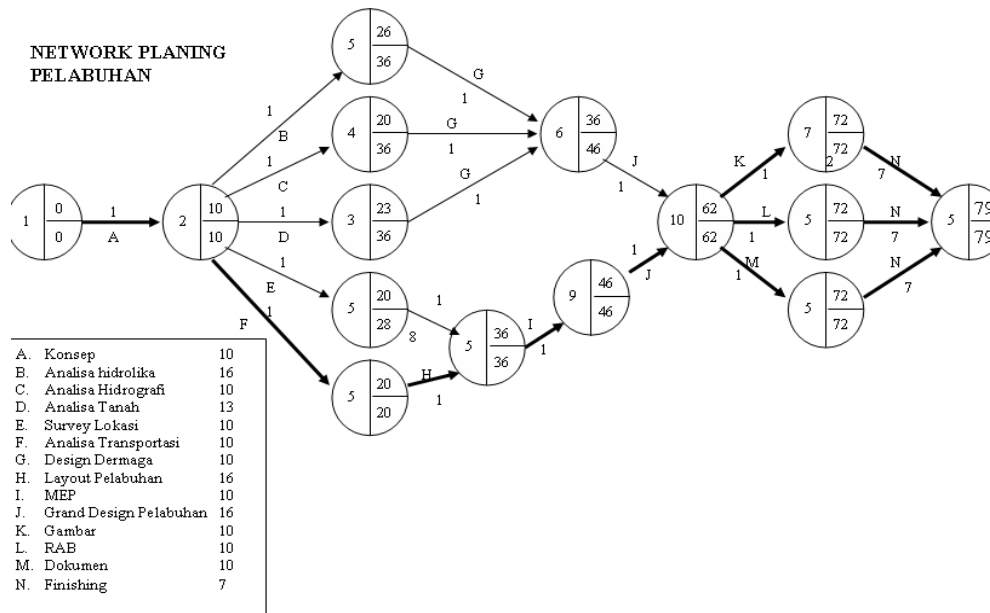 NETWORK PLANING
PELABUHAN
5 26 36
G
1
1
B
4 20 36
G
1
6 36 46
J
1
7 72 72
2
K
1
N
7
1 0 0
1
A
2 10 10
1
C
1
D
3 23 36
G
1
10 62 62
L
1
5 72 72
N
7
5 79 79
1
E
5 20 28
1
8
9 46 46
1
J
M
1
5 72 72
N
7
F
1
5 36 36
I
1
5 20 20
H
1
A. Konsep 10
B. Analisa hidrolika 16
C. Analisa Hidrografi 10
D. Analisa Tanah 13
E. Survey Lokasi 10
F. Analisa Transportasi 10
G. Design Dermaga 10
H. Layout Pelabuhan 16
I. MEP 10
J. Grand Design Pelabuhan 16
K. Gambar 10
L. RAB 10
M. Dokumen 10
N. Finishing 7